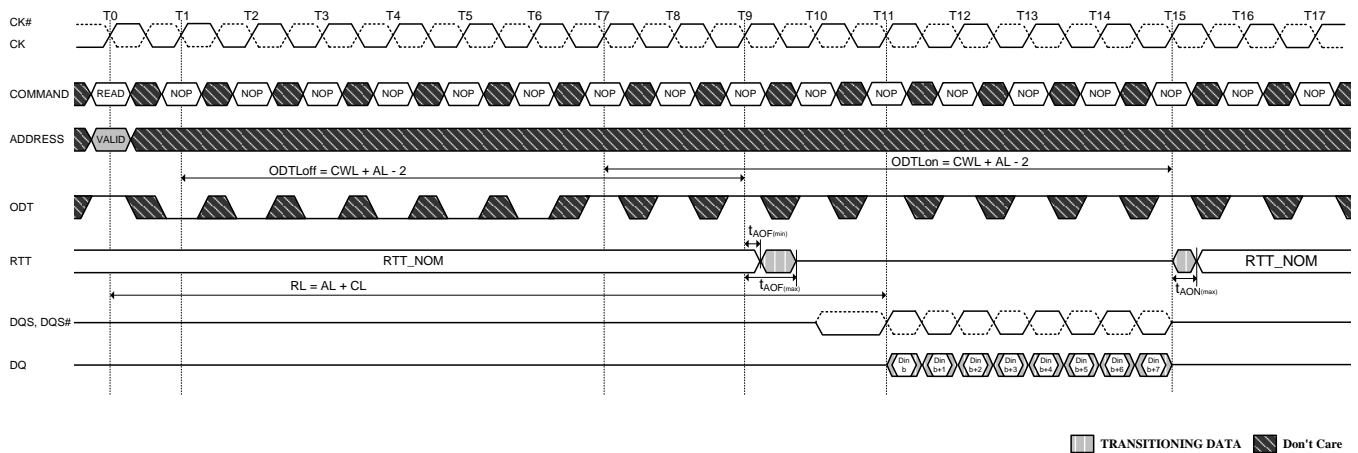 CK#
CK
T0 T1 T2 T3 T4 T5 T6 T7 T8 T9 T10 T11 T12 T13 T14 T15 T16 T17
COMMAND READ NOP NOP NOP NOP NOP NOP NOP NOP NOP NOP NOP NOP NOP NOP NOP NOP NOP
ADDRESS VALID
ODTLoff = CWL + AL - 2
ODTLon = CWL + AL - 2
ODT
tAOF(min)
RTT RTT_NOM RTT_NOM
tAOF(max)
tAON(max)
RL = AL + CL
DQS, DQS#
DQ Din b Din b+1 Din b+2 Din b+3 Din b+4 Din b+5 Din b+6 Din b+7
TRANSITIONING DATA Don't Care